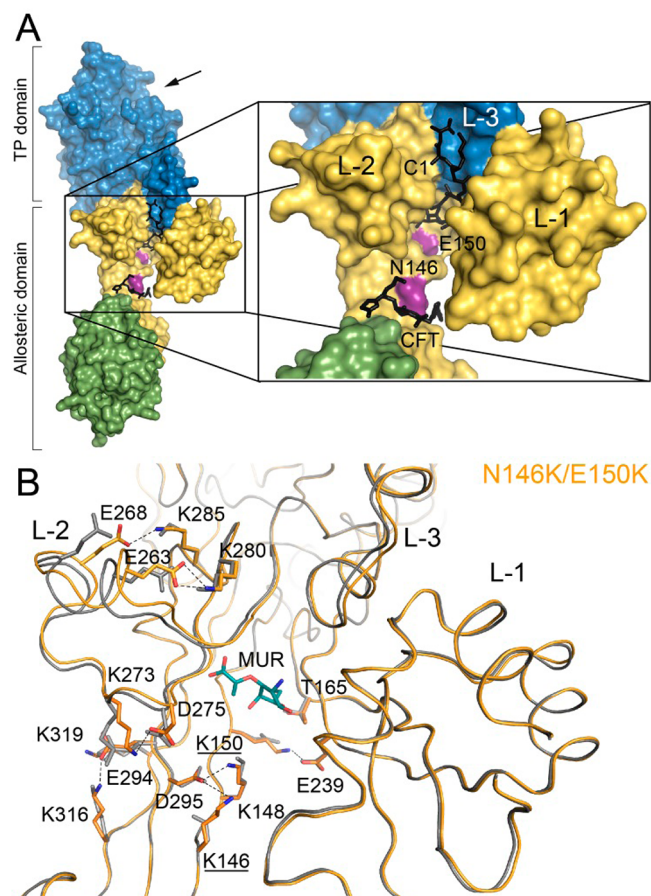 A
TP domain
Allosteric domain
L-3
L-2
C1
L-1
E150
N146
CFT
B
N146K/E150K
E268
K285
L-2
E263
K280
L-3
L-1
MUR
K273
T165
D275
K319
K150
E294
E239
D295
K316
K148
K146